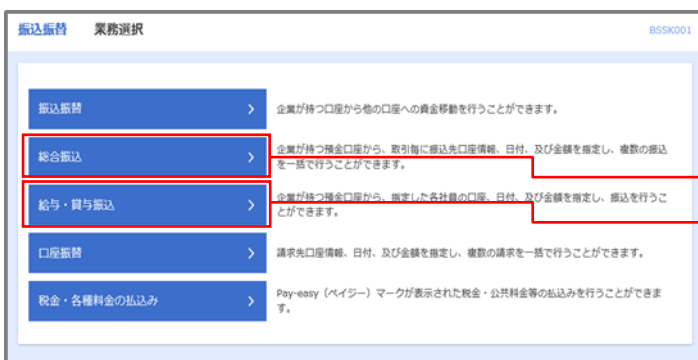 振込振替 業務選択 BSSK001
振込振替 企業が持つ口座から他の口座への資金移動を行うことができます。
総合振込 企業が持つ預金口座から、取引毎に振込先口座情報、日付、及び金額を指定し、複数の振込
を一括で行うことができます。
給与・賞与振込 企業が持つ預金口座から、指定した各社員の口座、日付、及び金額を指定し、振込を行うこ
とができます。
口座振替 請求先口座情報、日付、及び金額を指定し、複数の請求を一括で行うことができます。
税金・各種料金の払込み Pay-easy（ペイジー）マークが表示された税金・公共料金等の払込みを行うことができま
す。